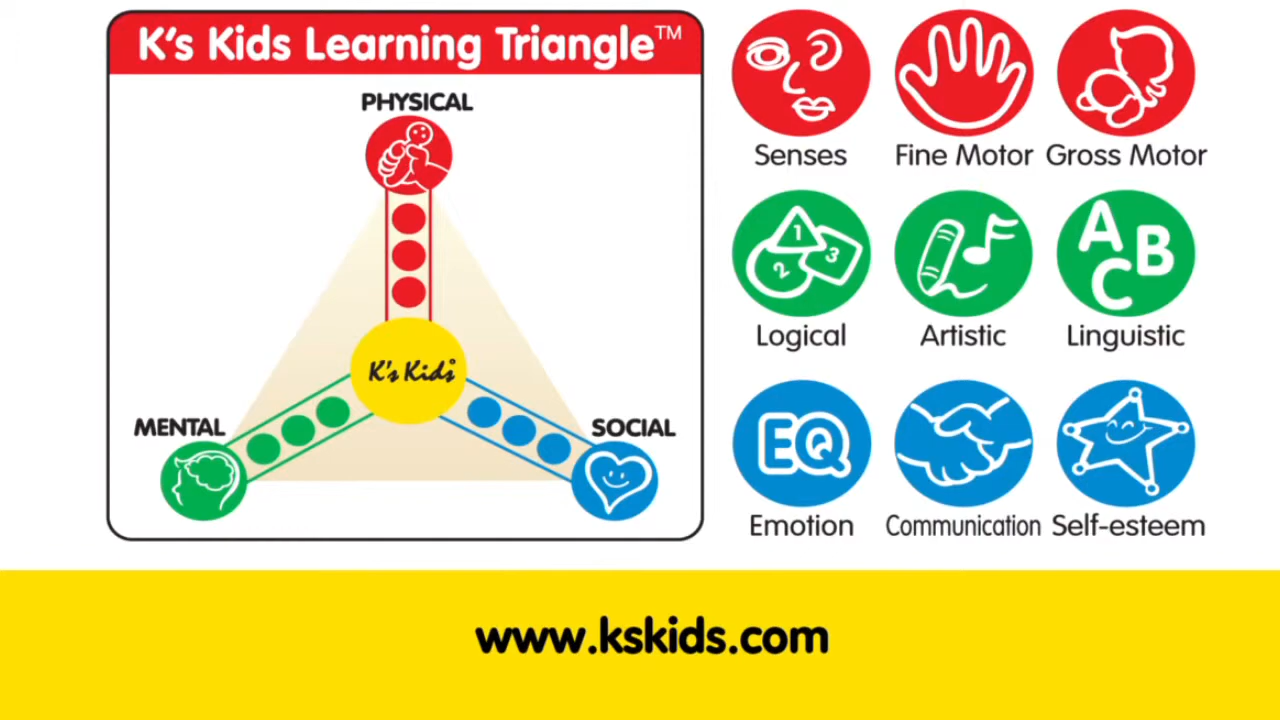 K's Kids Learning Triangle™
PHYSICAL
K's Kids®
MENTAL
SOCIAL
Senses
Fine Motor
Gross Motor
1
2
3
A
B
C
Logical
Artistic
Linguistic
EQ
Emotion
Communication
Self-esteem
www.kskids.com